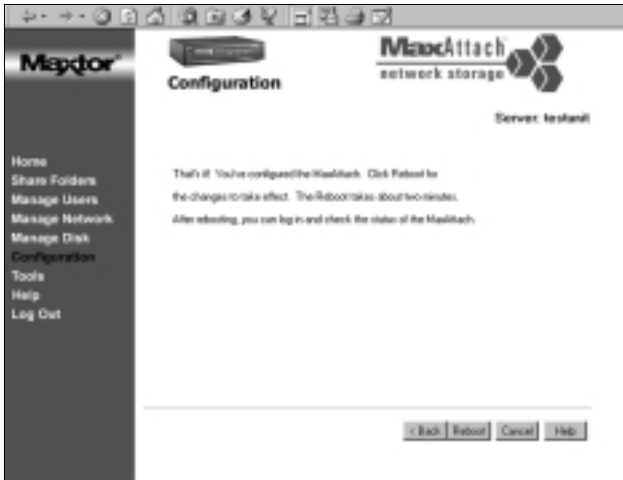 Maxtor
MaxAttach
network storage
Configuration
Server: testunit
Home
Share Folders
Manage Users
Manage Network
Manage Disk
Configuration
Tools
Help
Log Out
That's it! You've configured the MaxAttach. Click Reboot for
the changes to take effect. The Reboot takes about two minutes.
After rebooting, you can log in and check the status of the MaxAttach.
< Back
Reboot
Cancel
Help